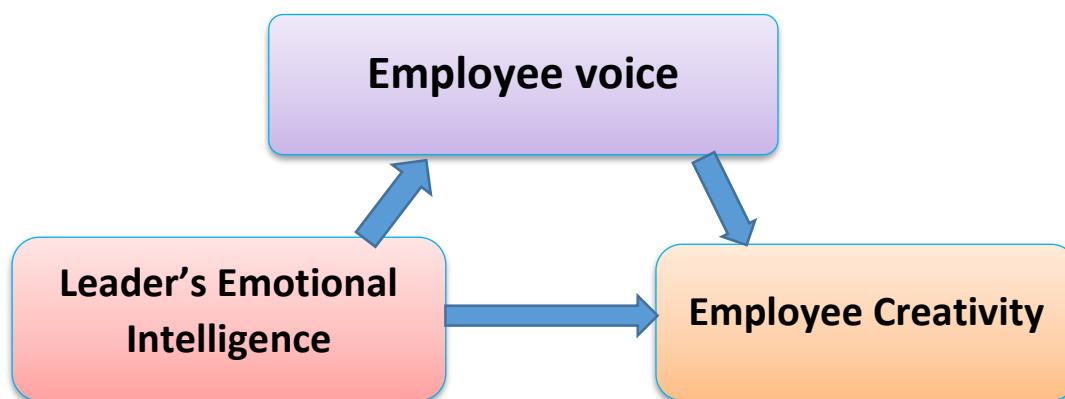 Employee voice
Leader’s Emotional
Intelligence
Employee Creativity